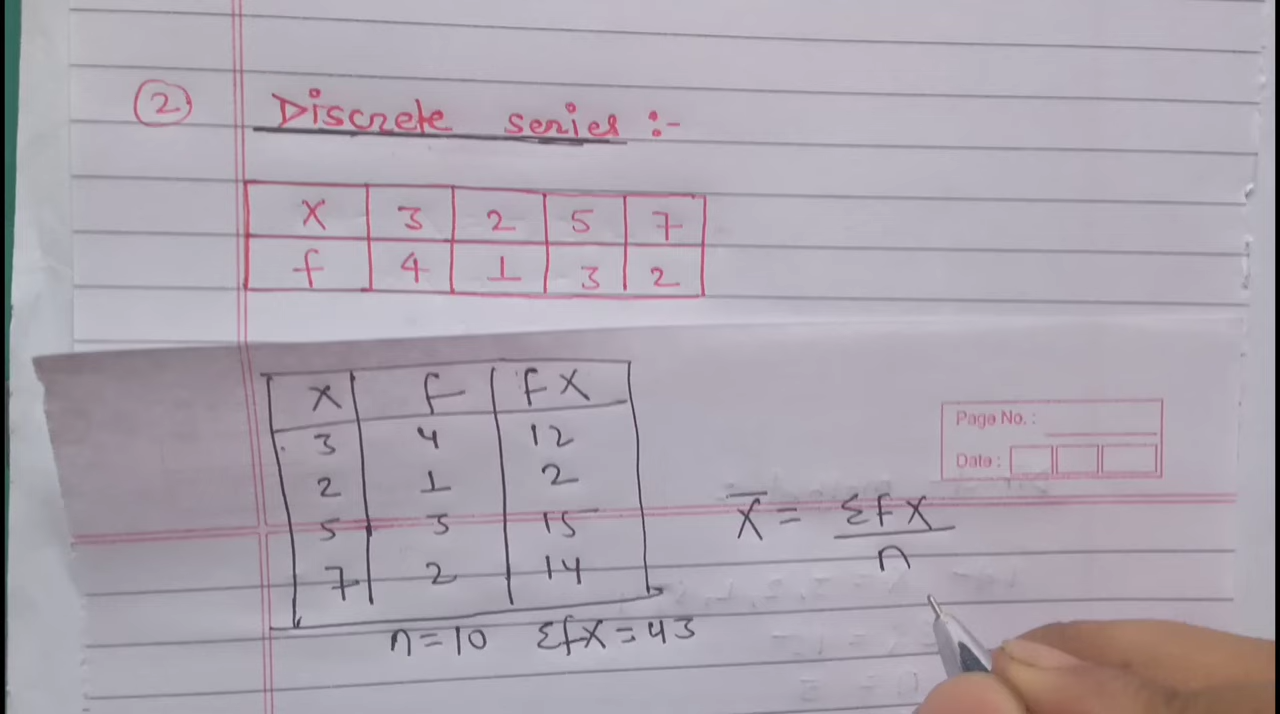 2 Discrete series :-
X 3 2 5 7
f 4 1 3 2
X f fX
3 4 12
2 1 2
5 3 15
7 2 14
n=10 ΣfX=43
Page No. :
Date :
X̄ = ΣfX
n